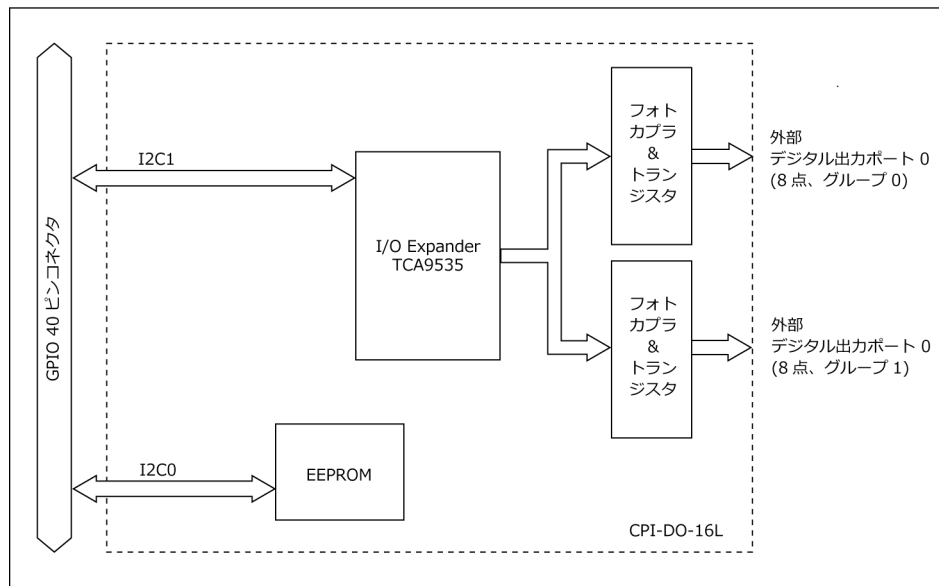 GPIO 40 ピンコネクタ
I2C1
I/O Expander
TCA9535
フォト
カプラ
&
トラン
ジスタ
外部
デジタル出力ポート 0
(8 点、グループ 0)
フォト
カプラ
&
トラン
ジスタ
外部
デジタル出力ポート 0
(8 点、グループ 1)
I2C0
EEPROM
CPI-DO-16L